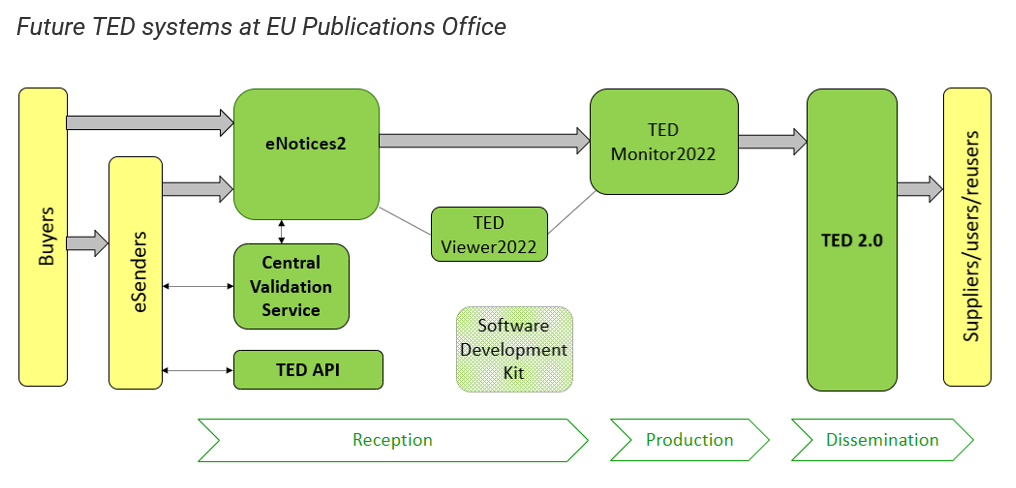 Future TED systems at EU Publications Office
Buyers
eSenders
eNotices2
Central
Validation
Service
TED API
TED
Viewer2022
Software
Development
Kit
TED
Monitor2022
TED 2.0
Suppliers/users/reusers
Reception
Production
Dissemination